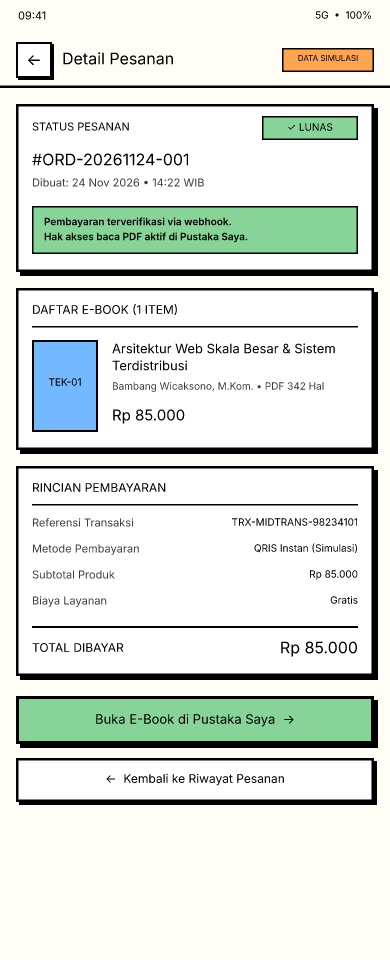 09:41
5G • 100%
← Detail Pesanan
DATA SIMULASI
STATUS PESANAN
✓ LUNAS
#ORD-20261124-001
Dibuat: 24 Nov 2026 • 14:22 WIB
Pembayaran terverifikasi via webhook.
Hak akses baca PDF aktif di Pustaka Saya.
DAFTAR E-BOOK (1 ITEM)
TEK-01
Arsitektur Web Skala Besar & Sistem
Terdistribusi
Bambang Wicaksono, M.Kom. • PDF 342 Hal
Rp 85.000
RINCIAN PEMBAYARAN
Referensi Transaksi TRX-MIDTRANS-98234101
Metode Pembayaran QRIS Instan (Simulasi)
Subtotal Produk Rp 85.000
Biaya Layanan Gratis
TOTAL DIBAYAR Rp 85.000
Buka E-Book di Pustaka Saya →
← Kembali ke Riwayat Pesanan